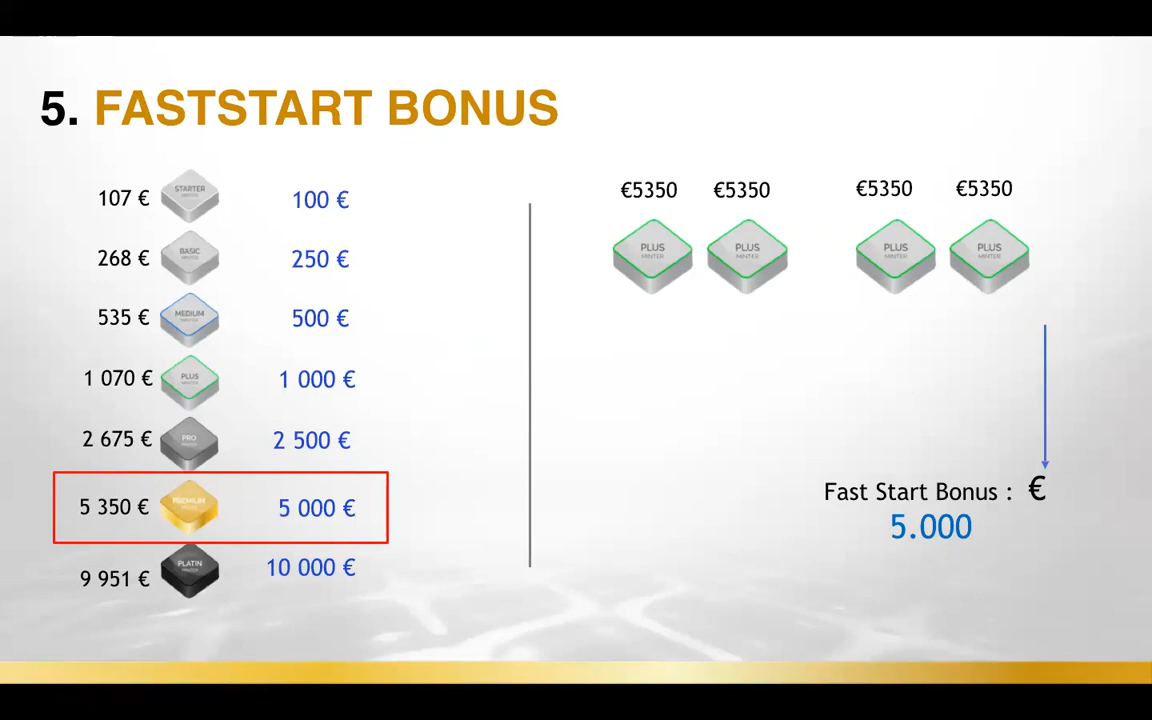 5. FASTSTART BONUS
107 € STARTER 100 €
268 € BASIC MINTER 250 €
535 € MEDIUM 500 €
1 070 € PLUS MINTER 1 000 €
2 675 € PRO 2 500 €
5 350 € PREMIUM 5 000 €
9 951 € PLATIN 10 000 €
€5350 €5350 €5350 €5350
PLUS PLUS PLUS PLUS
MINTER MINTER MINTER MINTER
Fast Start Bonus : €
5.000